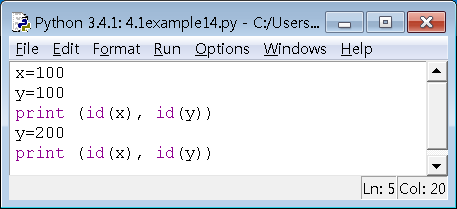 Python 3.4.1: 4.1example14.py - C:/Users...
File Edit Format Run Options Windows Help
x=100
y=100
print (id(x), id(y))
y=200
print (id(x), id(y))
Ln: 5 Col: 20